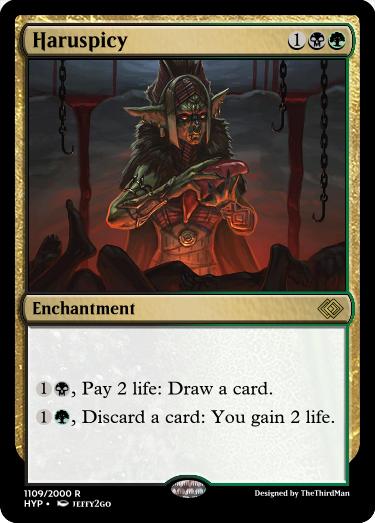 Haruspicy 1
Enchantment
1, Pay 2 life: Draw a card.
1, Discard a card: You gain 2 life.
1109/2000 R
HYP • JEFFY2GO
Designed by TheThirdMan